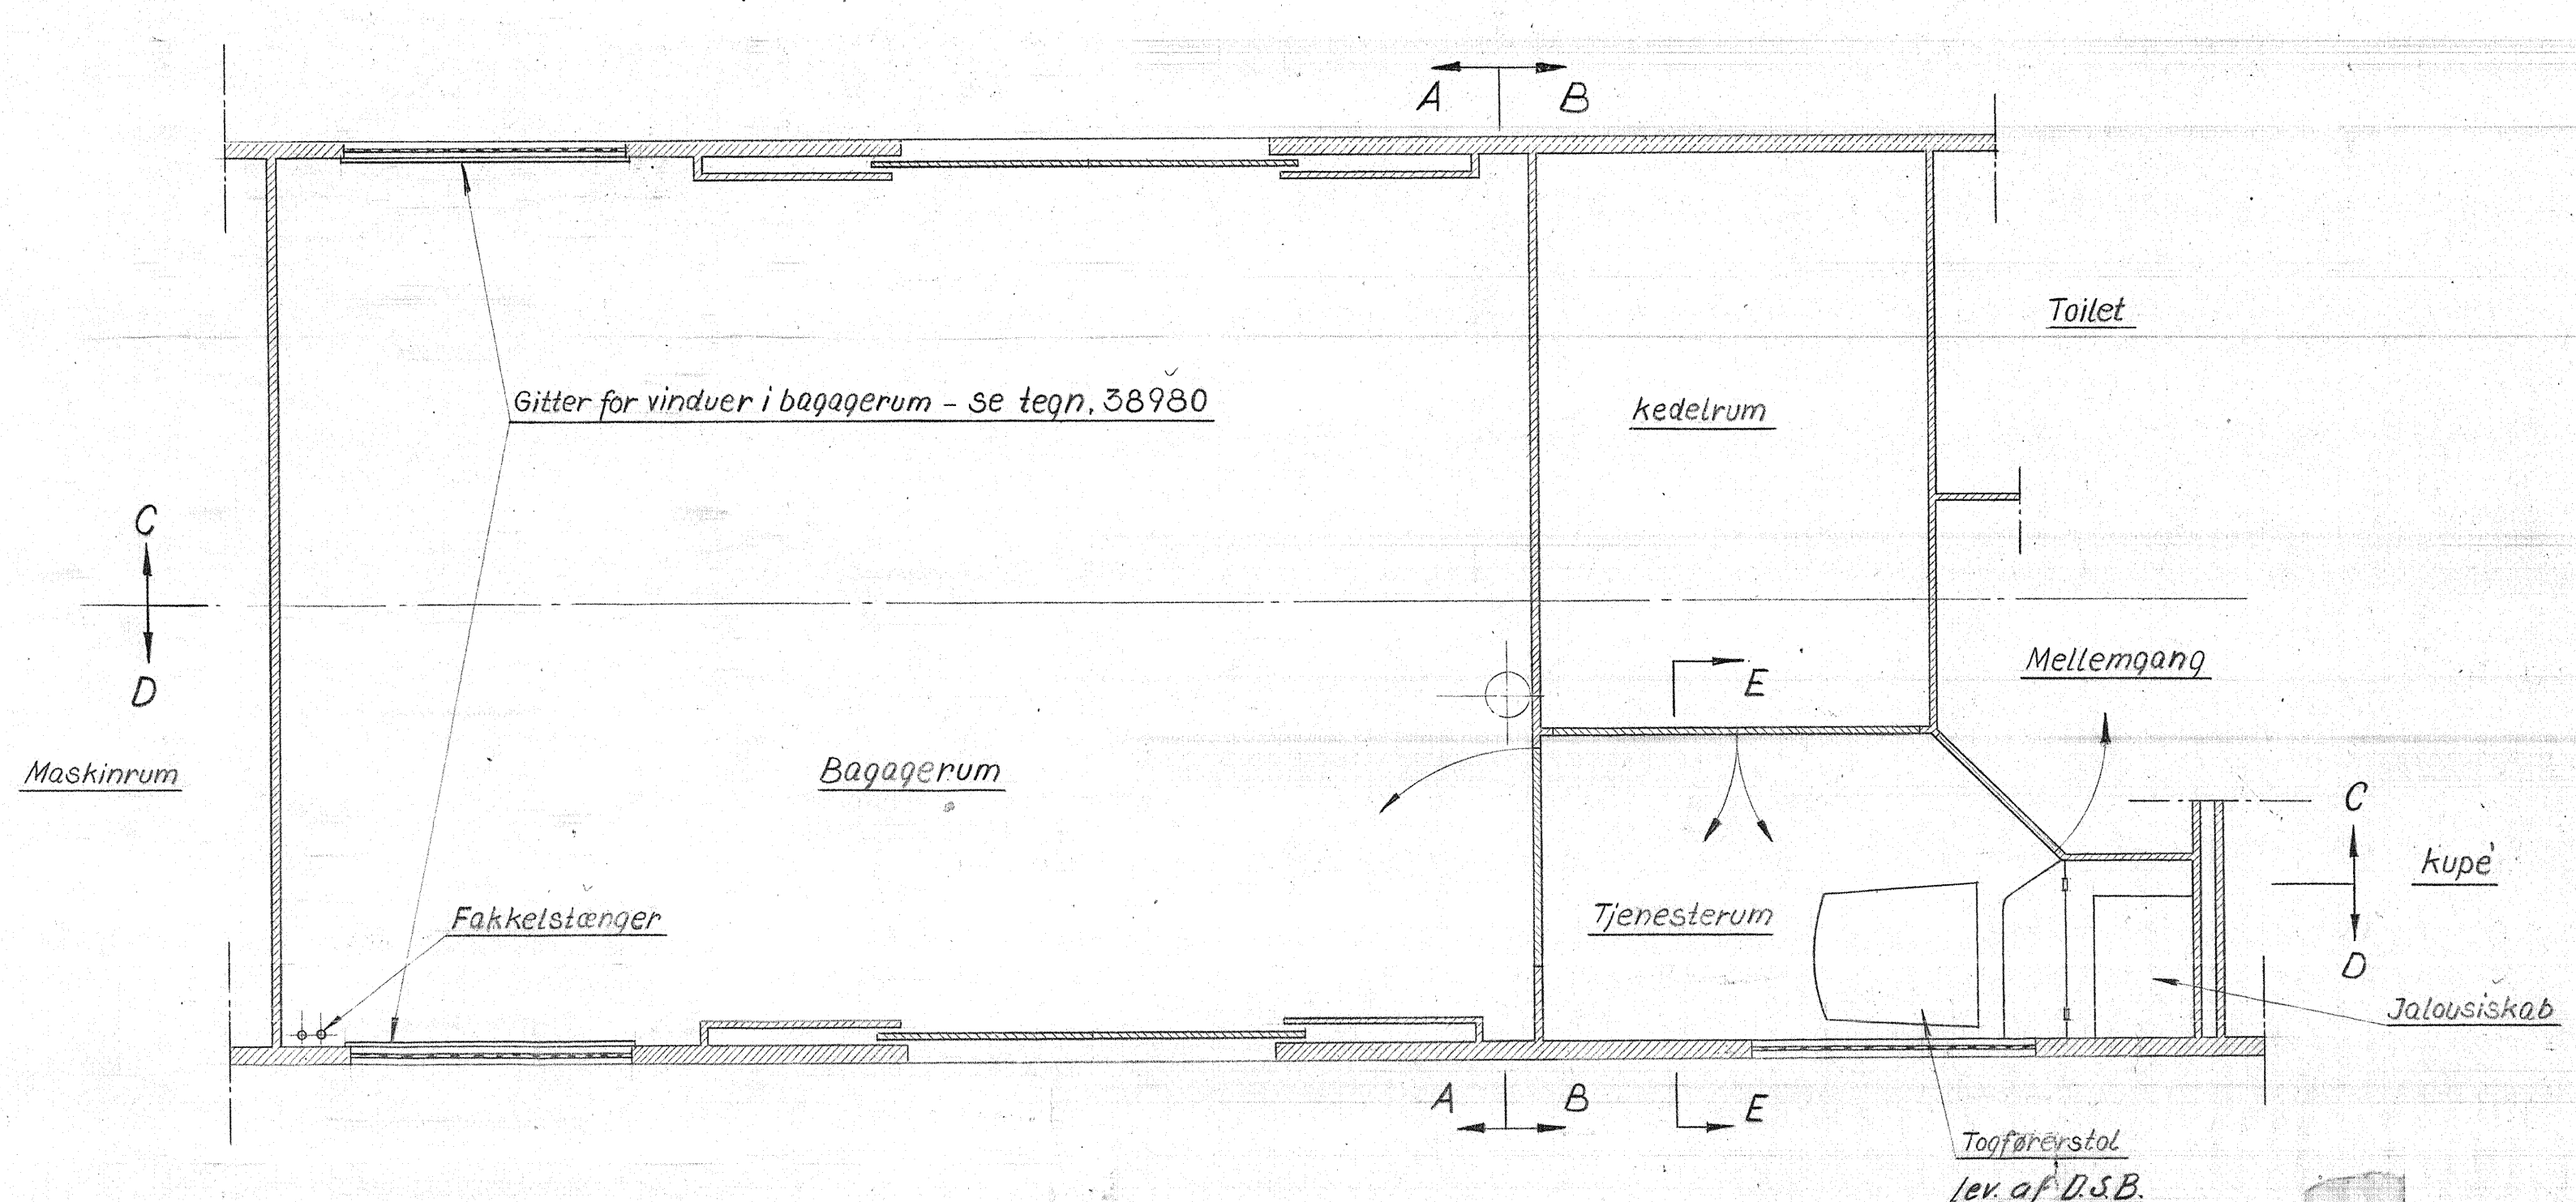 A B
Toilet
Gitter for vinduer i bagagerum – se tegn. 38980
kedelrum
C
D
Mellemgang
E
Maskinrum
Bagagerum
C
kupé
D
Fakkelstænger
Tjenesterum
Jalousiskab
A B
E
Togførerstol
lev. af D.S.B.